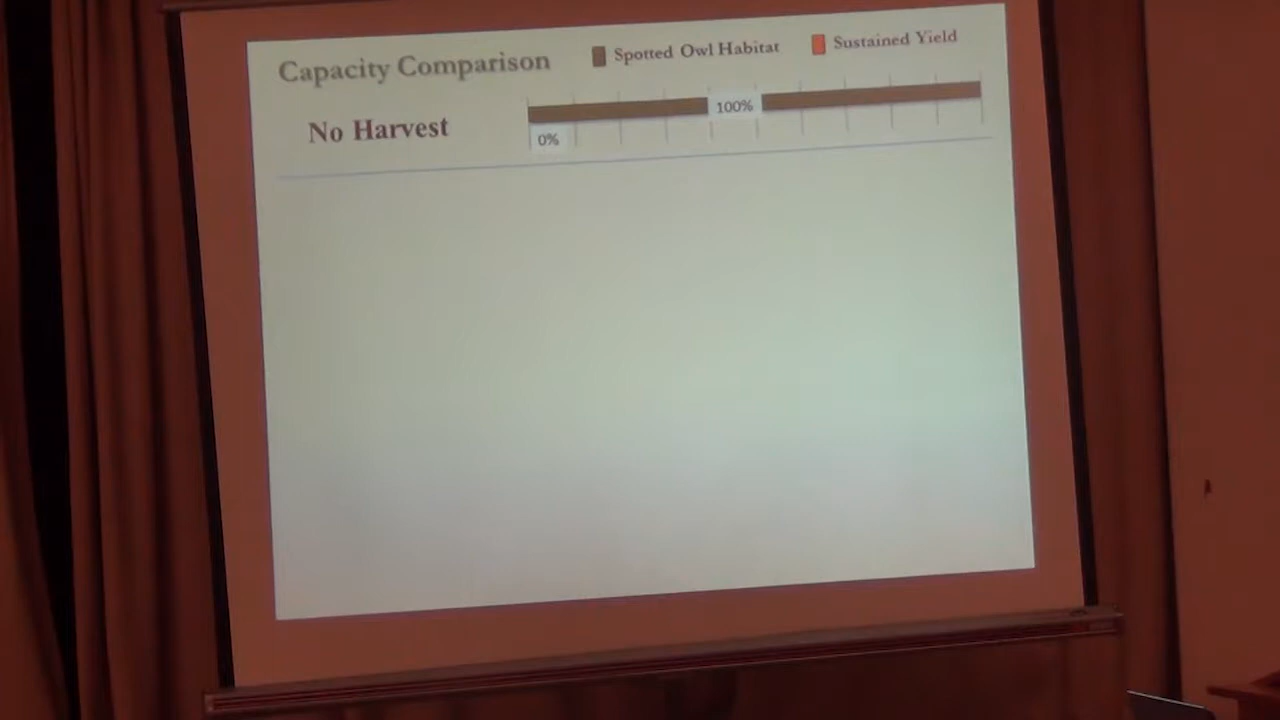 Capacity Comparison Spotted Owl Habitat Sustained Yield
No Harvest 100%
0%